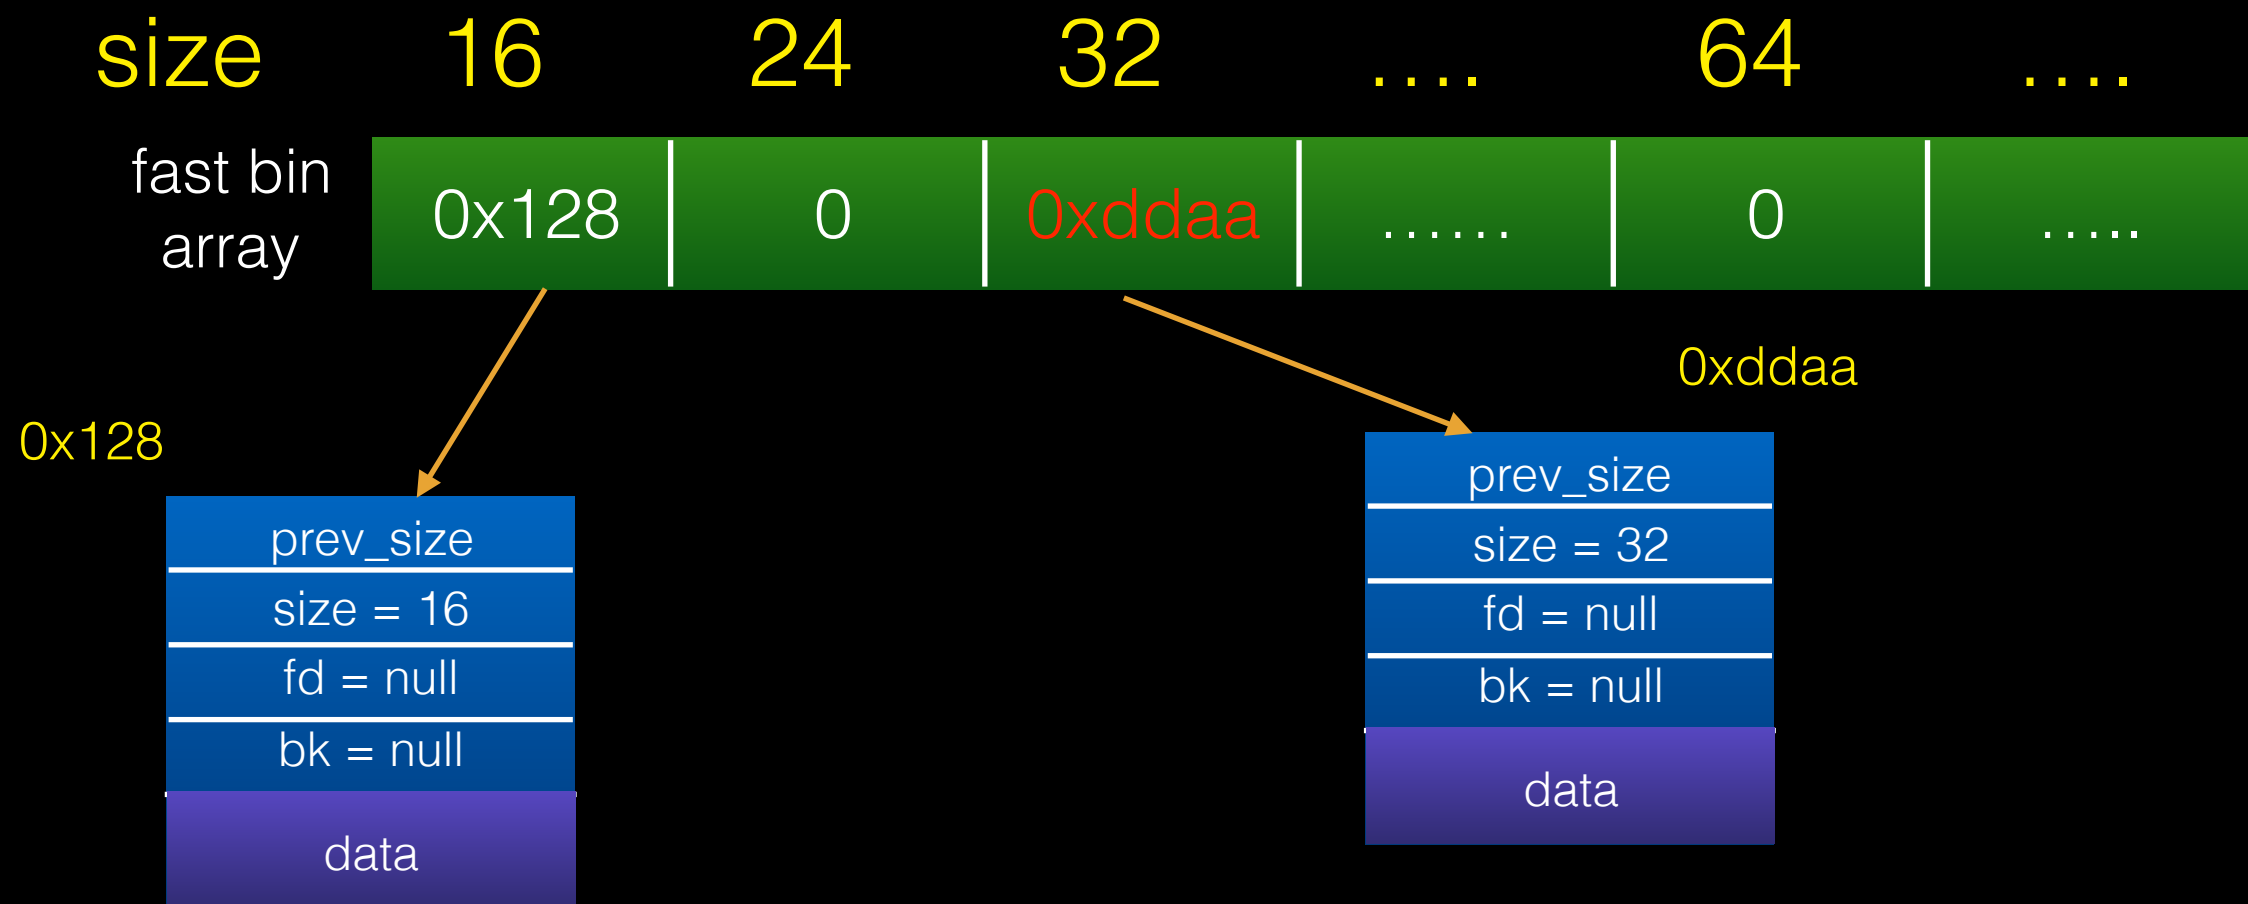 size 16 24 32 .... 64 ....
fast bin
array
0x128 0 0xddaa ...... 0 .....
0xddaa
0x128
prev_size
size = 32
fd = null
bk = null
data
prev_size
size = 16
fd = null
bk = null
data